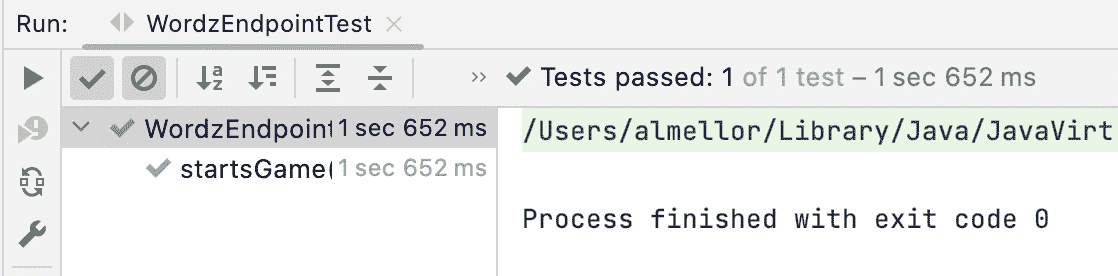 Run: WordzEndpointTest
Tests passed: 1 of 1 test – 1 sec 652 ms
WordzEndpoint 1 sec 652 ms
startsGame( 1 sec 652 ms
/Users/almellor/Library/Java/JavaVirt
Process finished with exit code 0